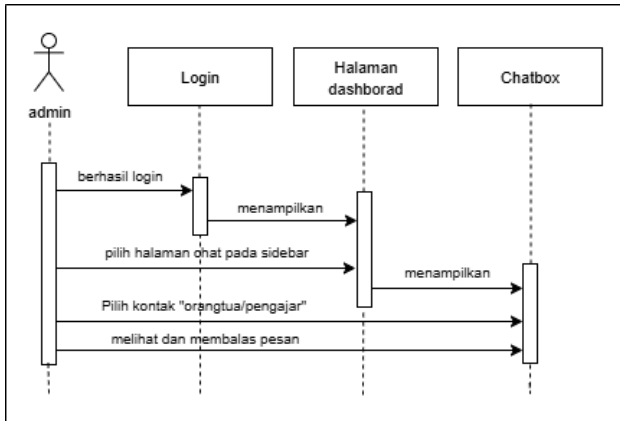 admin
Login
Halaman
dashborad
Chatbox
berhasil login
menampilkan
pilih halaman chat pada sidebar
menampilkan
Pilih kontak "orangtua/pengajar"
melihat dan membalas pesan